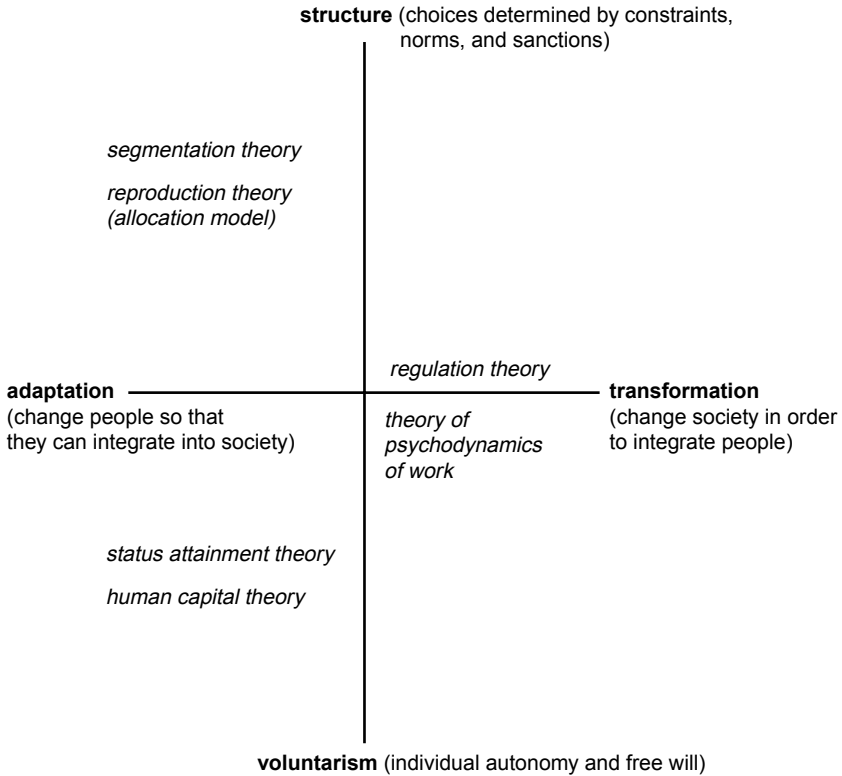 structure (choices determined by constraints,
norms, and sanctions)
segmentation theory
reproduction theory
(allocation model)
regulation theory
adaptation
(change people so that
they can integrate into society)
transformation
(change society in order
to integrate people)
theory of
psychodynamics
of work
status attainment theory
human capital theory
voluntarism (individual autonomy and free will)